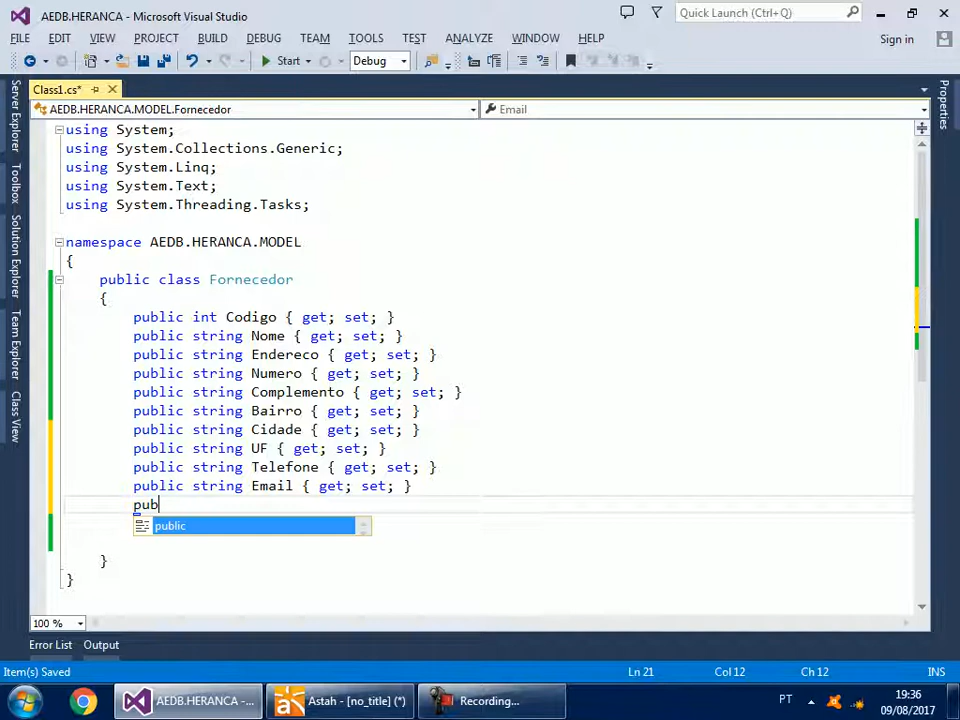 AEDB.HERANCA - Microsoft Visual Studio
Quick Launch (Ctrl+Q)
FILE EDIT VIEW PROJECT BUILD DEBUG TEAM TOOLS TEST ANALYZE WINDOW HELP
Sign in
Start Debug
Class1.cs*
AEDB.HERANCA.MODEL.Fornecedor
Email
Server Explorer
Toolbox
Solution Explorer
Team Explorer
Class View
Properties
using System;
using System.Collections.Generic;
using System.Linq;
using System.Text;
using System.Threading.Tasks;
namespace AEDB.HERANCA.MODEL
{
public class Fornecedor
{
public int Codigo { get; set; }
public string Nome { get; set; }
public string Endereco { get; set; }
public string Numero { get; set; }
public string Complemento { get; set; }
public string Bairro { get; set; }
public string Cidade { get; set; }
public string UF { get; set; }
public string Telefone { get; set; }
public string Email { get; set; }
pub
public
}
}
100 %
Error List Output
Item(s) Saved
Ln 21 Col 12 Ch 12 INS
AEDB.HERANCA -...
Astah - [no_title] (*)
Recording...
PT
19:36
09/08/2017